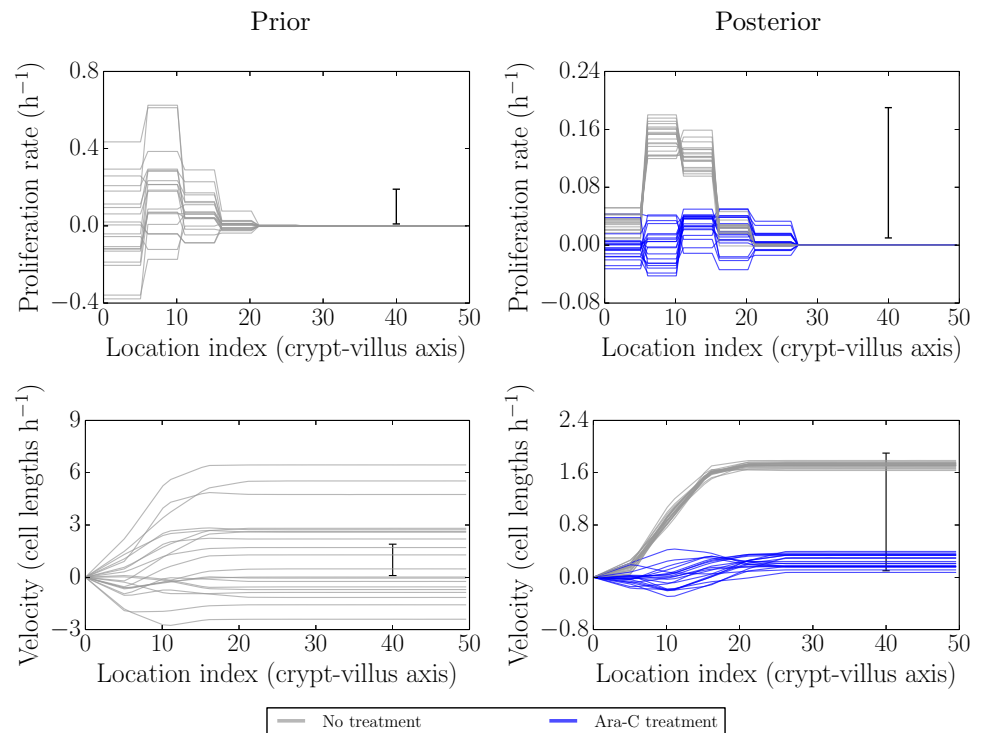 Prior
Posterior
Proliferation rate (h⁻¹)
0.8
0.4
0.0
−0.4
0 10 20 30 40 50
Location index (crypt-villus axis)
Proliferation rate (h⁻¹)
0.24
0.16
0.08
0.00
−0.08
0 10 20 30 40 50
Location index (crypt-villus axis)
Velocity (cell lengths h⁻¹)
9
6
3
0
−3
0 10 20 30 40 50
Location index (crypt-villus axis)
Velocity (cell lengths h⁻¹)
2.4
1.6
0.8
0.0
−0.8
0 10 20 30 40 50
Location index (crypt-villus axis)
No treatment
Ara-C treatment